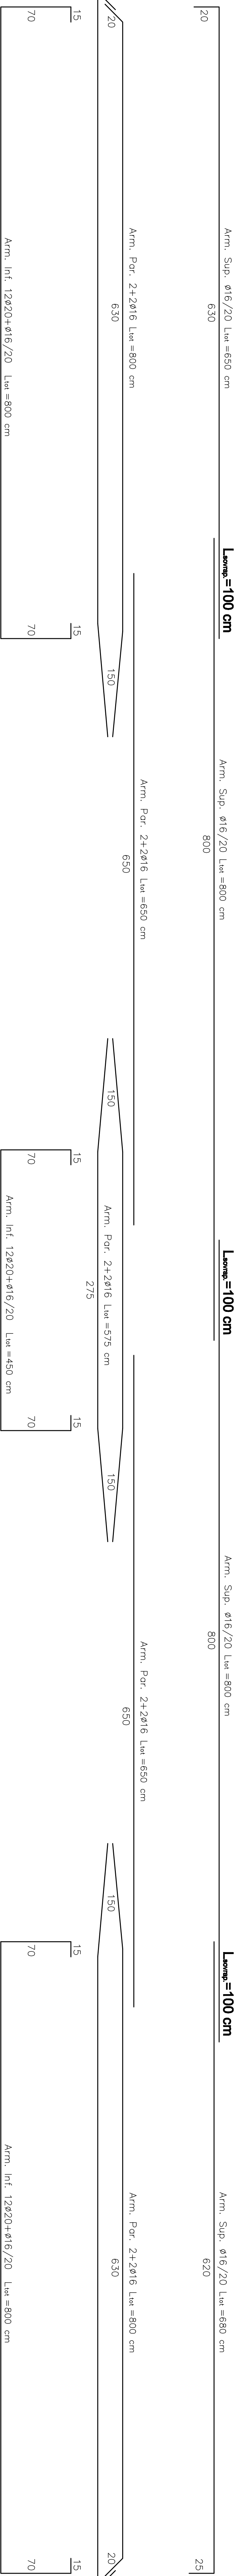 Arm. Sup. ø16/20 Ltot =650 cm
Lsovrap.=100 cm
Arm. Sup. ø16/20 Ltot =800 cm
Lsovrap.=100 cm
Arm. Sup. ø16/20 Ltot =800 cm
Lsovrap.=100 cm
Arm. Sup. ø16/20 Ltot =680 cm
20
630
800
800
620
25
Arm. Par. 2+2ø16 Ltot =800 cm
Arm. Par. 2+2ø16 Ltot =650 cm
Arm. Par. 2+2ø16 Ltot =650 cm
Arm. Par. 2+2ø16 Ltot =800 cm
650
650
20
630
150
150
Arm. Par. 2+2ø16 Ltot =575 cm
275
150
150
630
20
15
15
15
15
15
15
70
70
70
70
70
70
Arm. Inf. 12ø20+ø16/20 Ltot =800 cm
Arm. Inf. 12ø20+ø16/20 Ltot =450 cm
Arm. Inf. 12ø20+ø16/20 Ltot =800 cm